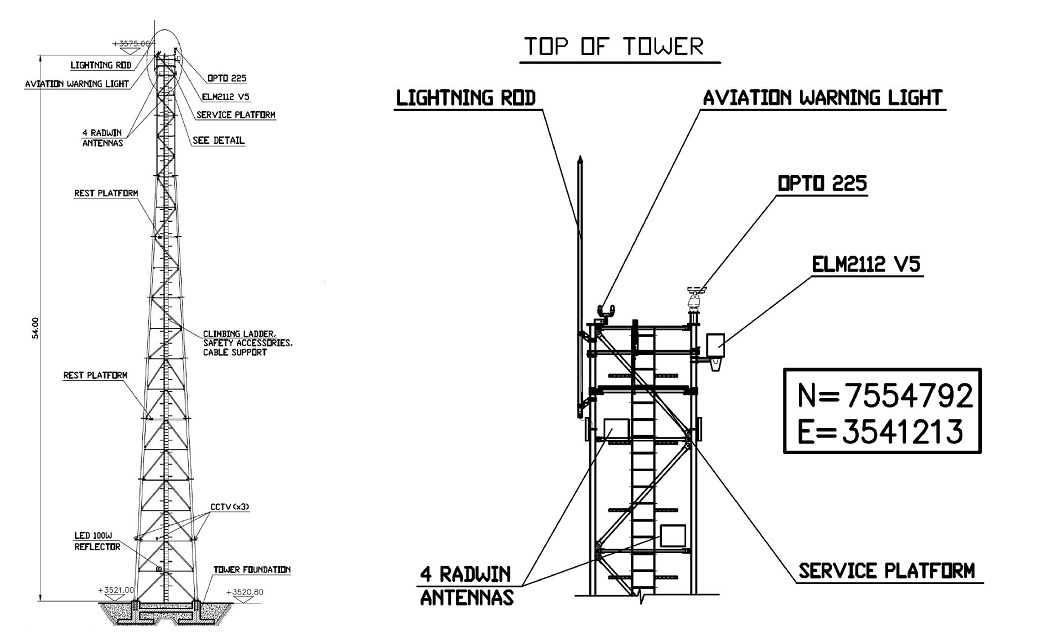 +3575.00
LIGHTNING ROD
AVIATION WARNING LIGHT
OPTO 225
ELM2112 V5
SERVICE PLATFORM
4 RADWIN
ANTENNAS
SEE DETAIL
REST PLATFORM
54.00
CLIMBING LADDER,
SAFETY ACCESSORIES,
CABLE SUPPORT
REST PLATFORM
CCTV (x3)
LED 100W
REFLECTOR
TOWER FOUNDATION
+3521.00
+3520.80
TOP OF TOWER
LIGHTNING ROD
AVIATION WARNING LIGHT
OPTO 225
ELM2112 V5
N=7554792
E=3541213
4 RADWIN
ANTENNAS
SERVICE PLATFORM